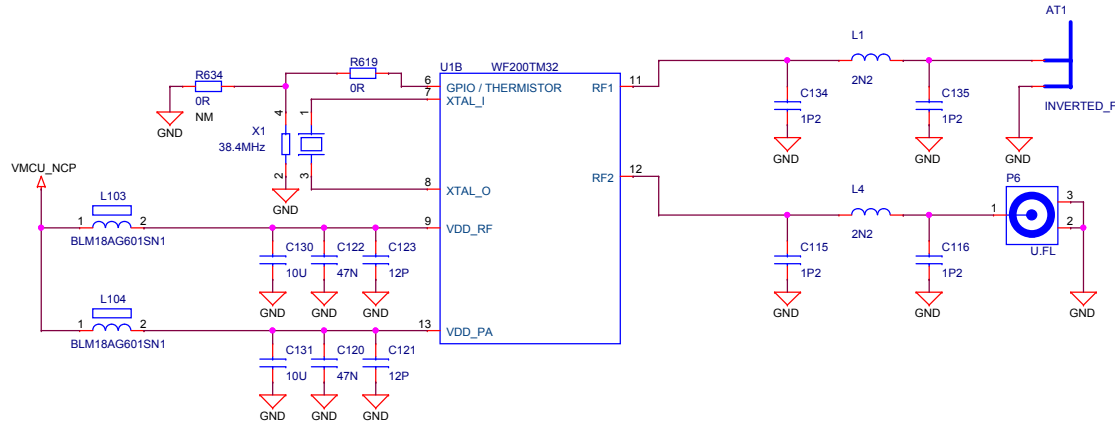 AT1
INVERTED_F
GND
L1
2N2
C134
1P2
GND
C135
1P2
GND
U1B WF200TM32
6 GPIO / THERMISTOR
7 XTAL_I
8 XTAL_O
9 VDD_RF
13 VDD_PA
RF1 11
RF2 12
R634
0R
NM
GND
R619
0R
X1
38.4MHz
4
2
1
3
GND
VMCU_NCP
L103
1 2
BLM18AG601SN1
C130
10U
GND
C122
47N
GND
C123
12P
GND
L104
1 2
BLM18AG601SN1
C131
10U
GND
C120
47N
GND
C121
12P
GND
L4
2N2
C115
1P2
GND
C116
1P2
GND
P6
1
3
2
U.FL
GND